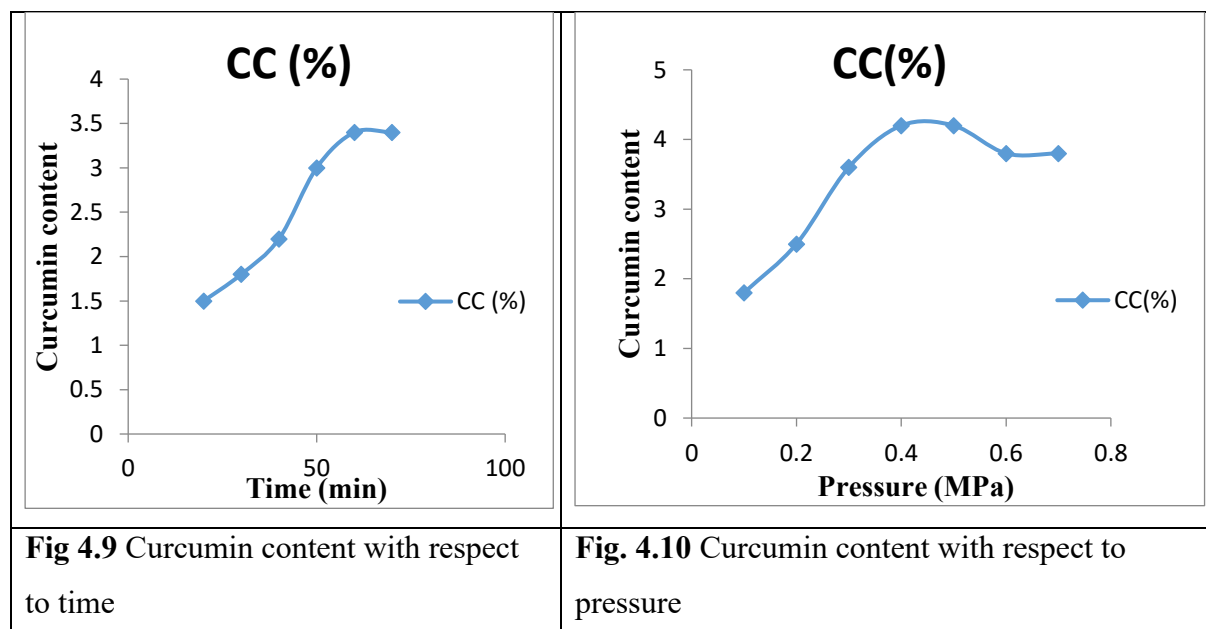 CC (%)
4
3.5
3
2.5
2
1.5
1
0.5
0
Curcumin content
0
50
100
Time (min)
CC (%)
CC(%)
5
4
3
2
1
0
Curcumin content
0
0.2
0.4
0.6
0.8
Pressure (MPa)
CC(%)
Fig 4.9 Curcumin content with respect
to time
Fig. 4.10 Curcumin content with respect to
pressure